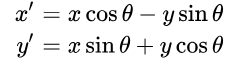 x′ = x cos θ − y sin θ
y′ = x sin θ + y cos θ